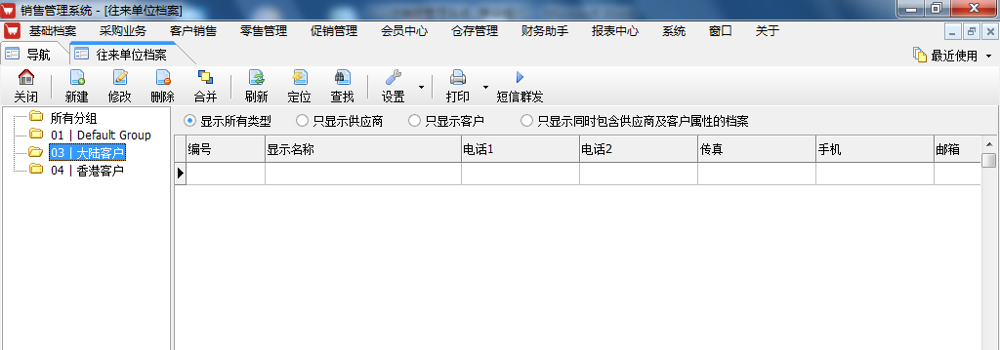 销售管理系统 - [往来单位档案]
基础档案 采购业务 客户销售 零售管理 促销管理 会员中心 仓存管理 财务助手 报表中心 系统 窗口 关于
导航 往来单位档案 最近使用
关闭 新建 修改 删除 合并 刷新 定位 查找 设置 打印 短信群发
所有分组
01 | Default Group
03 | 大陆客户
04 | 香港客户
显示所有类型 只显示供应商 只显示客户 只显示同时包含供应商及客户属性的档案
编号 显示名称 电话1 电话2 传真 手机 邮箱